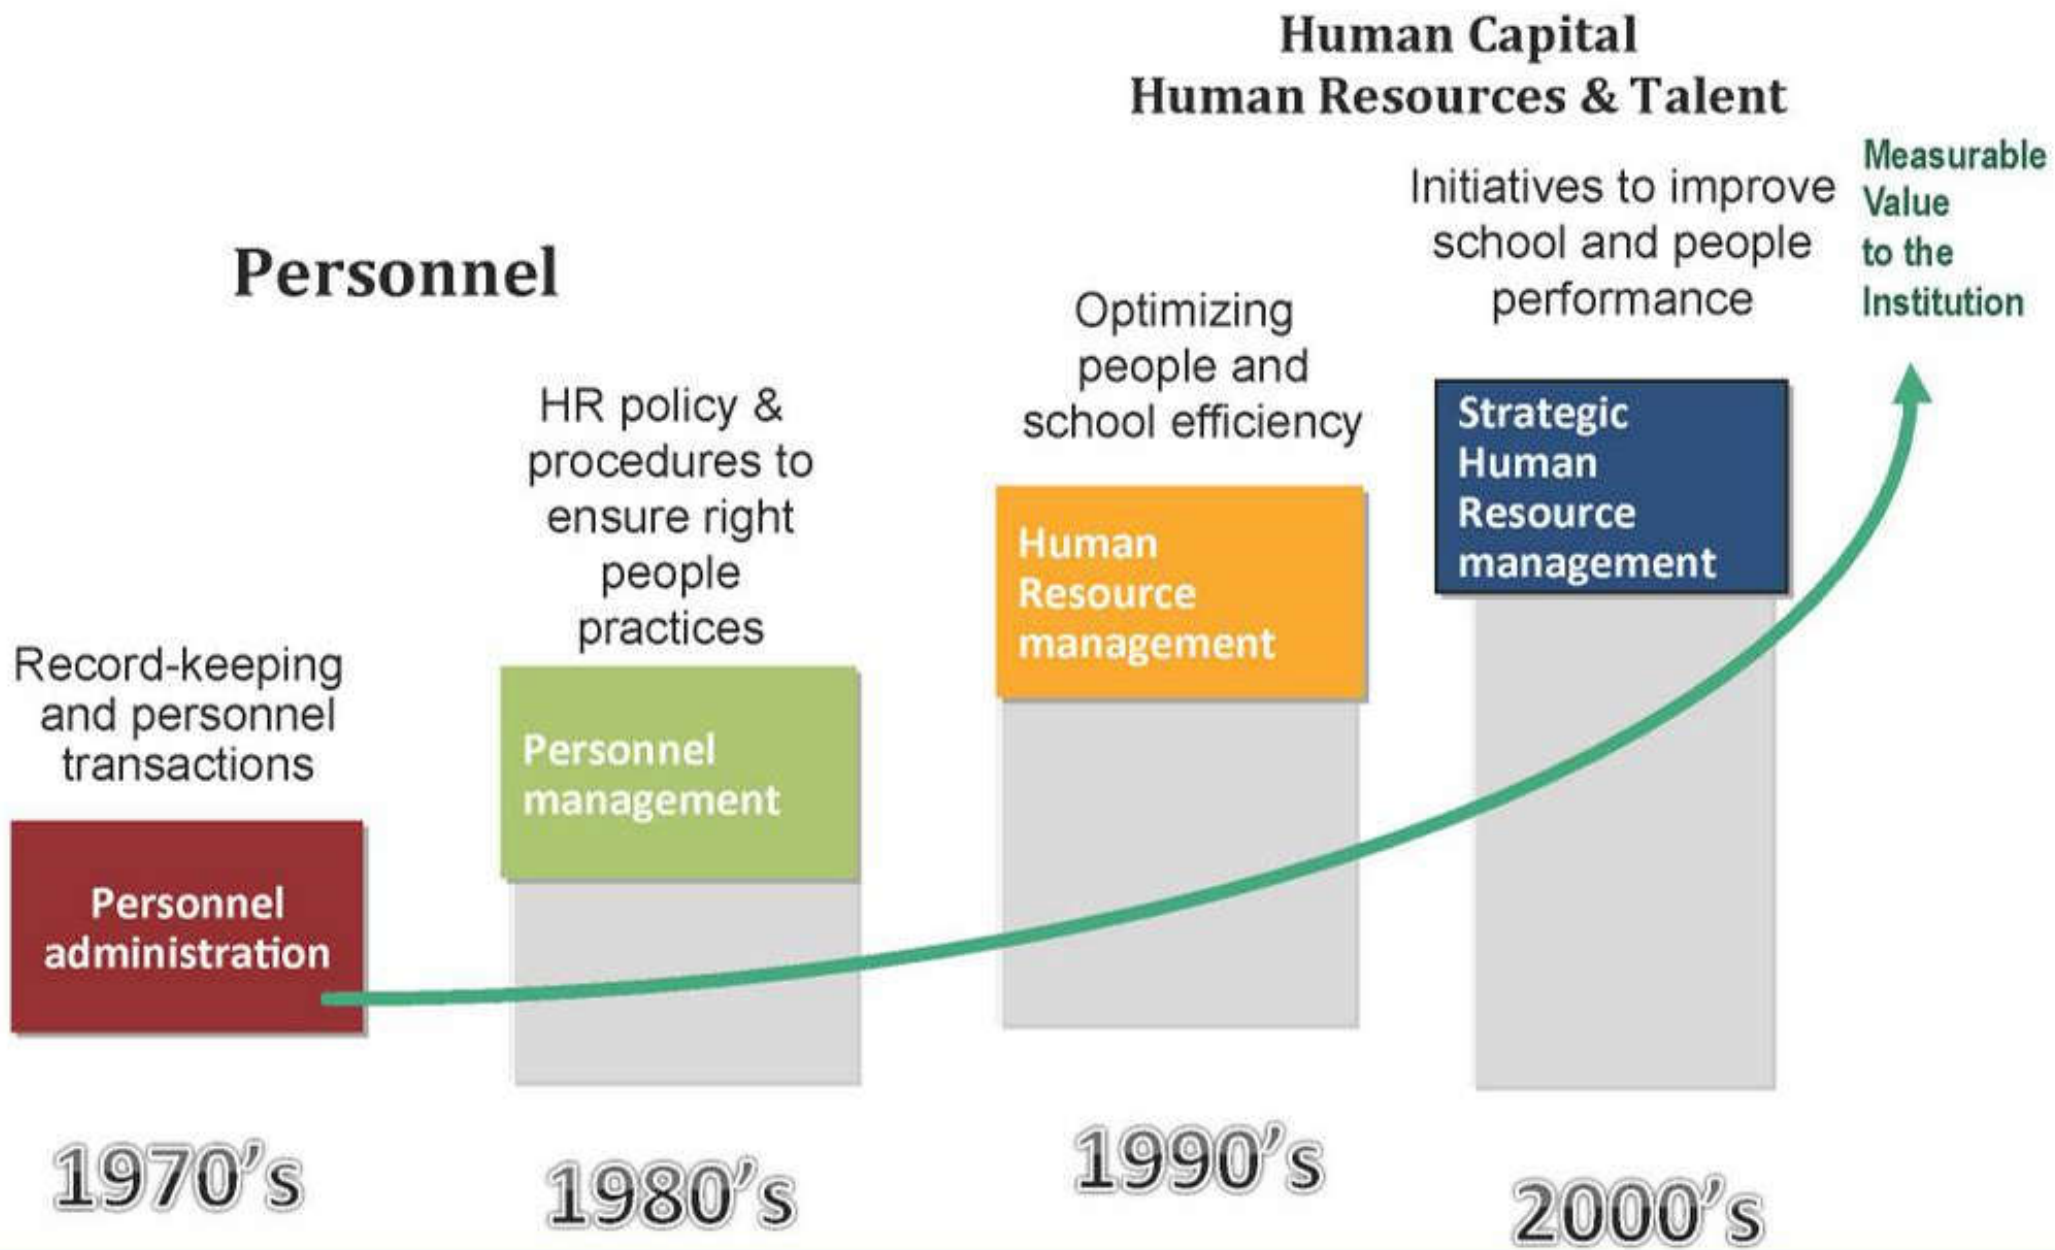 Human Capital
Human Resources & Talent
Personnel
Record-keeping
and personnel
transactions
Personnel
administration
1970's
HR policy &
procedures to
ensure right
people
practices
Personnel
management
1980's
Optimizing
people and
school efficiency
Human
Resource
management
1990's
Initiatives to improve
school and people
performance
Strategic
Human
Resource
management
2000's
Measurable
Value
to the
Institution